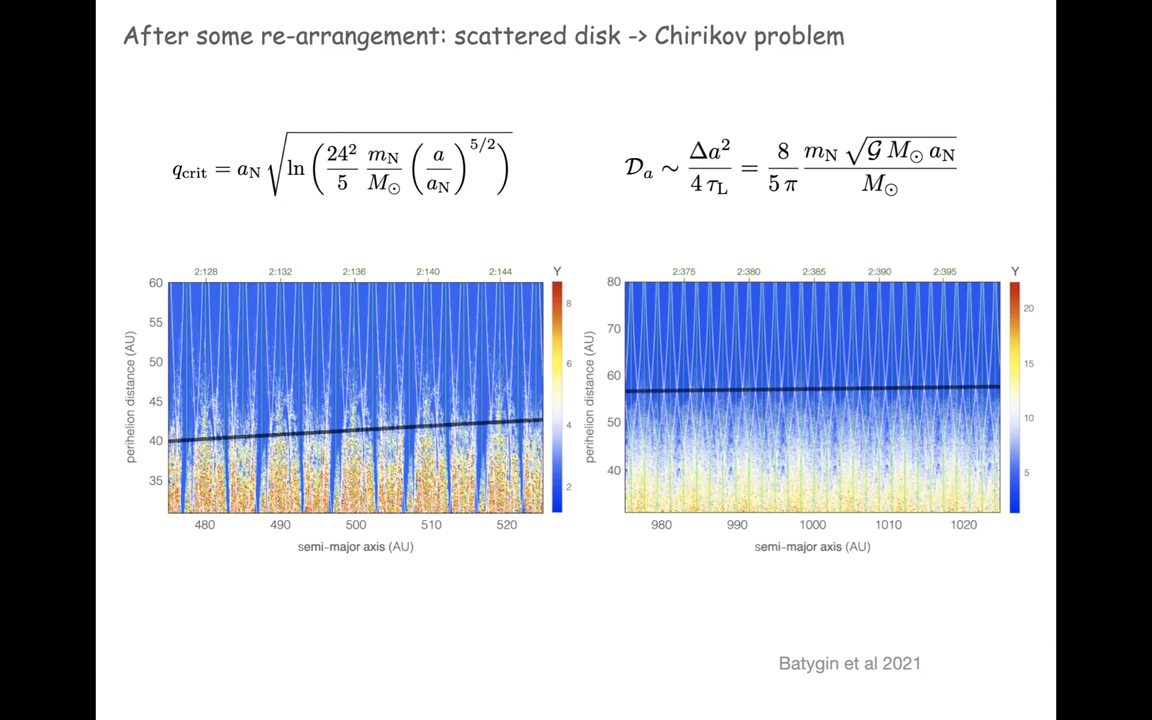 After some re-arrangement: scattered disk -> Chirikov problem
q_crit = a_N √(ln(24²/5 m_N/M_⊙ (a/a_N)^5/2))
𝒟_a ∼ Δa²/4 τ_L = 8/5 π m_N √(𝒢 M_⊙ a_N)/M_⊙
2:128 2:132 2:136 2:140 2:144 Y
60
55
50
45
40
35
perihelion distance (AU)
8
6
4
2
480 490 500 510 520
semi-major axis (AU)
2:375 2:380 2:385 2:390 2:395 Y
80
70
60
50
40
perihelion distance (AU)
20
15
10
5
980 990 1000 1010 1020
semi-major axis (AU)
Batygin et al 2021